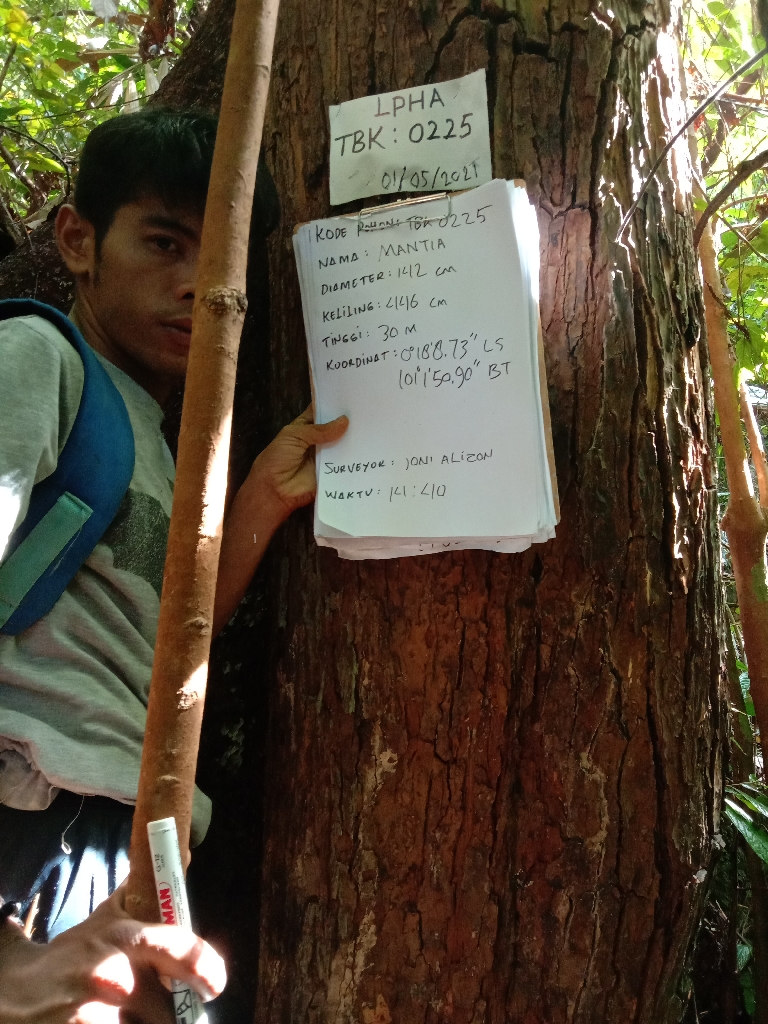 LPHA
TBK: 0225
01/05/2021
KODE POHON: TBK 0225
NAMA: MANTIA
DIAMETER: 142 cm
KELILING: 446 cm
TINGGI: 30 M
KOORDINAT: 0°18'8.73" LS
101°1'50.90" BT
SURVEYOR: JONI ALIZON
WAKTU: 14:40
MAN